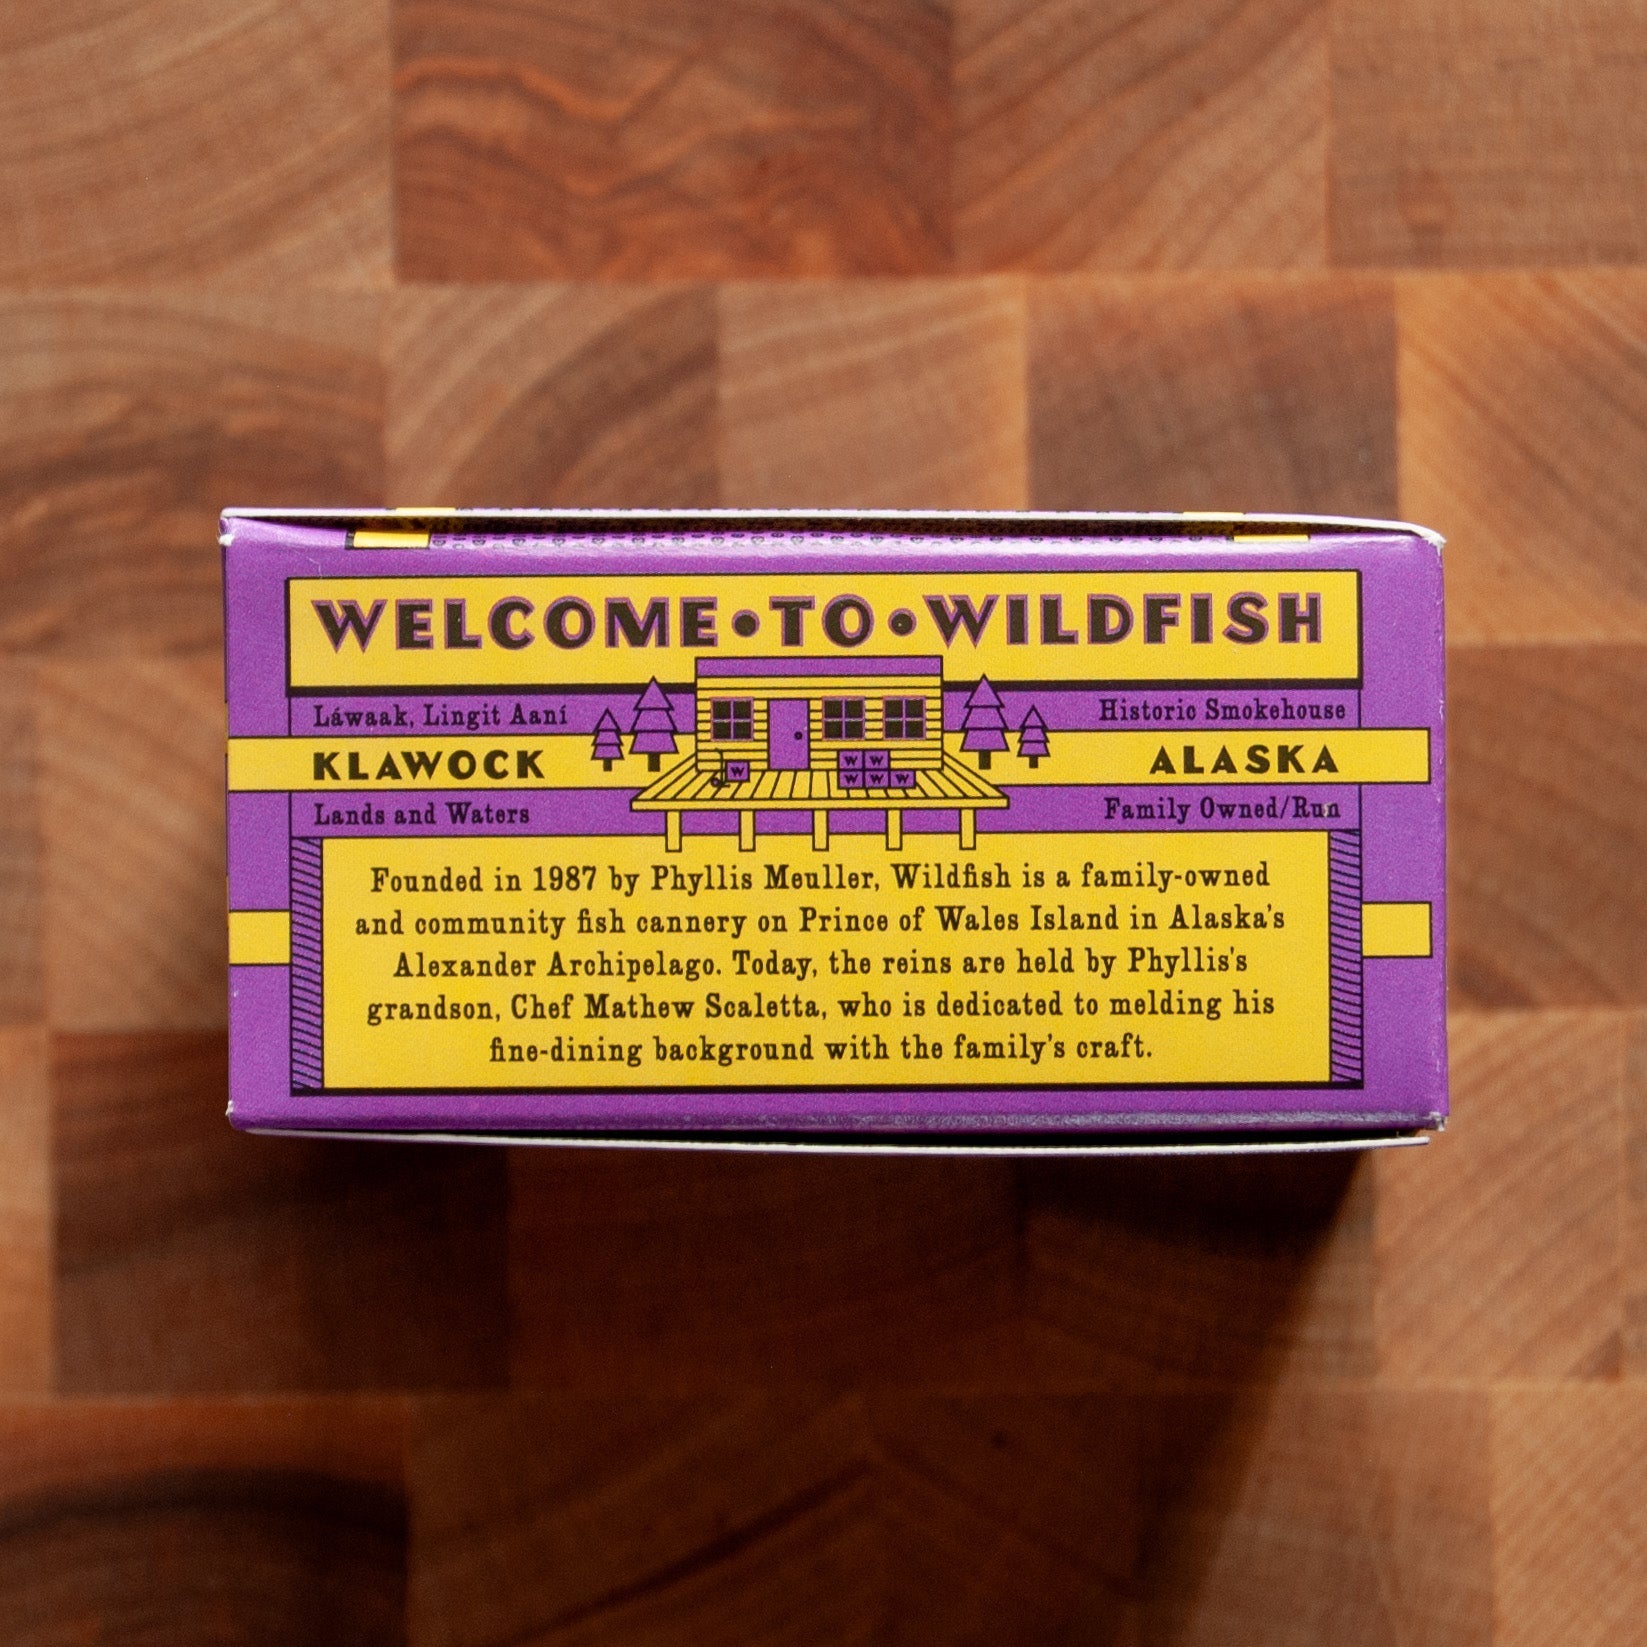 WELCOME•TO•WILDFISH
Láwaak, Lingit Aaní
Historic Smokehouse
KLAWOCK
ALASKA
Lands and Waters
Family Owned/Run
W
W W
W W W
Founded in 1987 by Phyllis Meuller, Wildfish is a family-owned
and community fish cannery on Prince of Wales Island in Alaska's
Alexander Archipelago. Today, the reins are held by Phyllis's
grandson, Chef Mathew Scaletta, who is dedicated to melding his
fine-dining background with the family's craft.